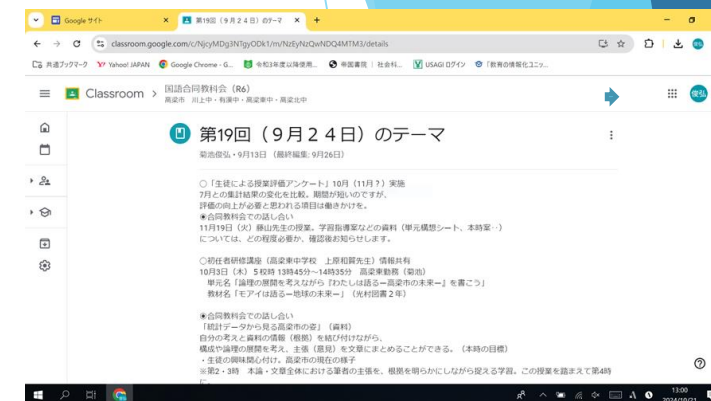 Google サイト
第19回（９月２４日）のテーマ
classroom.google.com/c/NjcyMDg3NTgyODk1/m/NzEyNzQwNDQ4MTM3/details
共通ブックマーク Yahoo! JAPAN Google Chrome - G... 令和3年度以降使用... 帝国書院 | 社会科... USAGI ログイン 「教育の情報化ユニッ...
Classroom 国語合同教科会（R6）
高梁市 川上中・有漢中・高梁東中・高梁北中
俊弘
第19回（９月２４日）のテーマ
菊池俊弘・9月13日 （最終編集: 9月26日）
○「生徒による授業評価アンケート」10月（11月？）実施
7月との集計結果の変化を比較。期間が短いのですが、
評価の向上が必要と思われる項目は働きかけを。
◉合同教科会での話し合い
11月19日（火）藤山先生の授業。学習指導案などの資料（単元構想シート、本時案‥）
については、どの程度必要か、確認後お知らせします。
○初任者研修講座（高梁東中学校 上原和賀先生）情報共有
10月3日（木）５校時 13時45分～14時35分 高梁東勤務（菊池）
単元名「論理の展開を考えながら『わたしは語るー高梁市の未来ー』を書こう」
教材名「モアイは語るー地球の未来ー」（光村図書２年）
◉合同教科会での話し合い
「統計データから見る高梁市の姿」（資料）
自分の考えと資料の情報（根拠）を結び付けながら、
構成や論理の展開を考え、主張（意見）を文章にまとめることができる。（本時の目標）
・生徒の興味関心付け。高梁市の現在の様子
※第2・3時 本論・文章全体における筆者の主張を、根拠を明らかにしながら捉える学習。この授業を踏まえて第4時
に、
13:00
2024/10/21